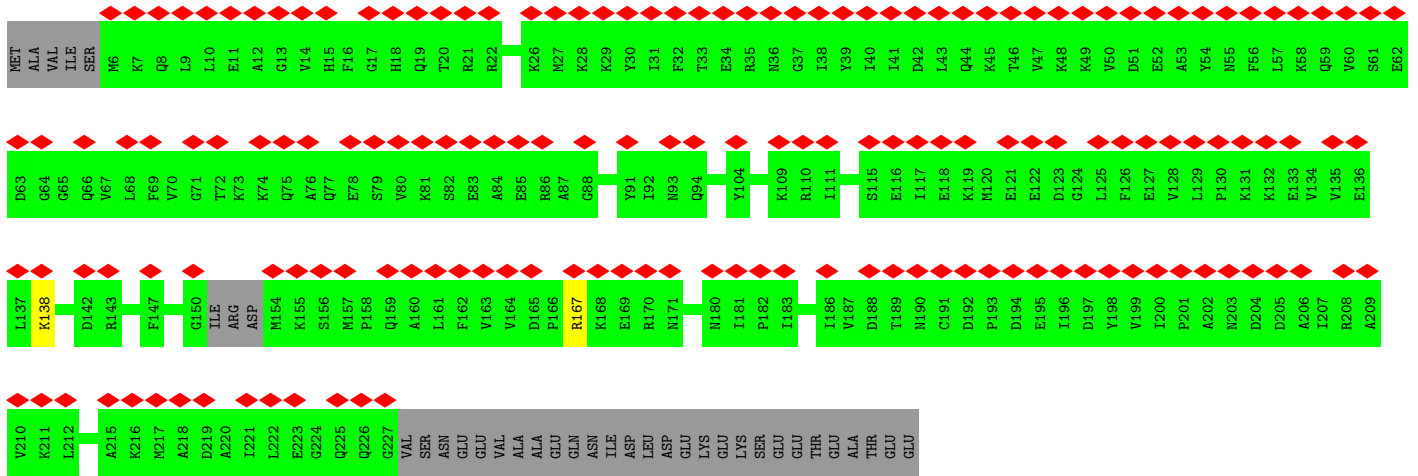 MET ALA VAL ILE SER M6 K7 Q8 L9 L10 E11 A12 G13 V14 H15 F16 G17 H18 Q19 T20 R21 R22 K26 M27 K28 K29 Y30 I31 F32 T33 E34 R35 N36 G37 I38 Y39 I40 I41 D42 L43 Q44 K45 T46 V47 K48 K49 V50 D51 E52 A53 Y54 N55 F56 L57 K58 Q59 V60 S61 E62
D63 G64 G65 Q66 V67 L68 F69 V70 G71 T72 K73 K74 Q75 A76 Q77 E78 S79 V80 K81 S82 E83 A84 E85 R86 A87 G88 Y91 I92 N93 Q94 Y104 K109 R110 I111 S115 E116 I117 E118 K119 M120 E121 E122 D123 G124 L125 F126 E127 V128 L129 P130 K131 K132 E133 V134 V135 E136
L137 K138 D142 R143 F147 G150 ILE ARG ASP M154 K155 S156 M157 P158 Q159 A160 L161 F162 V163 V164 D165 P166 R167 K168 E169 R170 N171 N180 I181 P182 I183 I186 V187 D188 T189 N190 C191 D192 P193 D194 E195 I196 D197 Y198 V199 I200 P201 A202 N203 D204 D205 A206 I207 R208 A209
V210 K211 L212 A215 K216 M217 A218 D219 A220 I221 L222 E223 G224 Q225 Q226 G227 VAL SER ASN GLU GLU VAL ALA ALA GLU GLN ASN ILE ASP LEU ASP GLU LYS GLU LYS SER GLU GLU THR GLU ALA THR GLU GLU